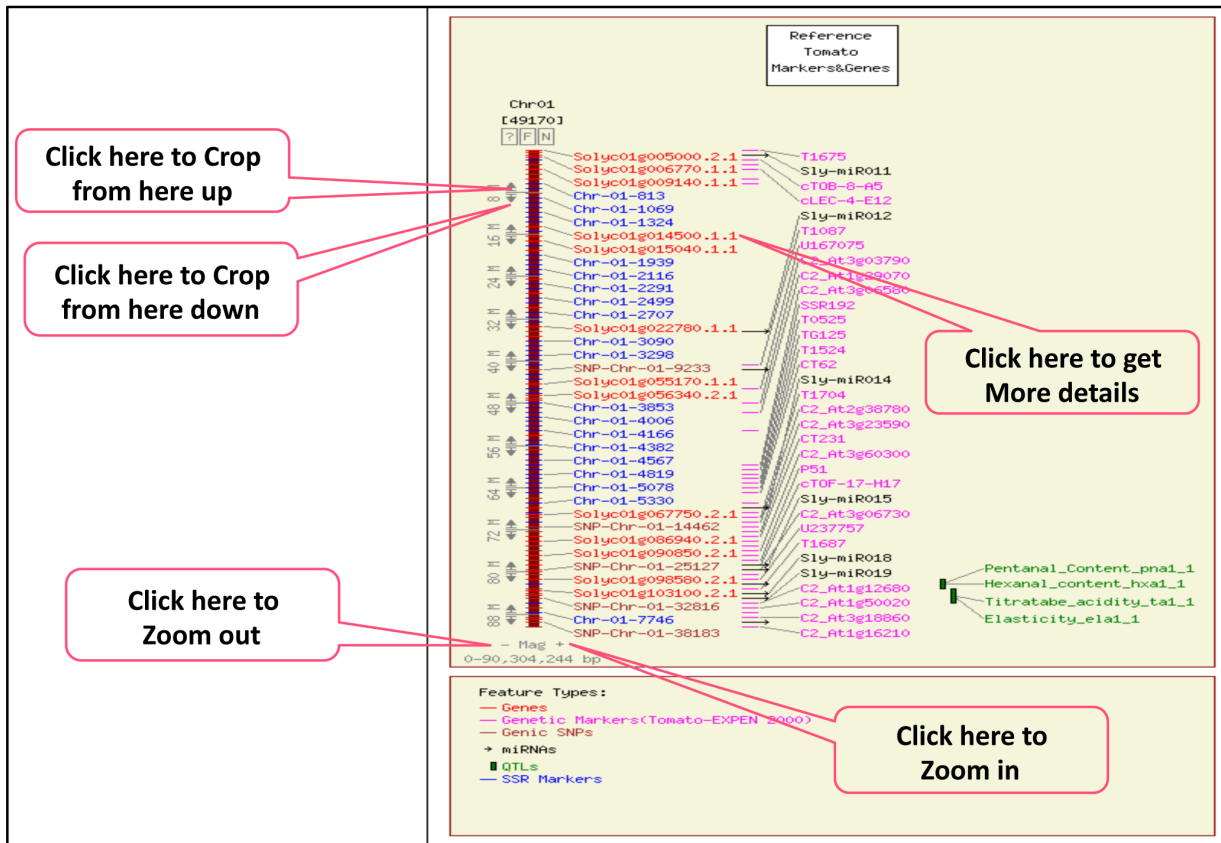 Reference
Tomato
Markers&Genes
Chr01
[49170]
? F N
Click here to Crop
from here up
Click here to Crop
from here down
Click here to
Zoom out
8 M
16 M
24 M
32 M
40 M
48 M
56 M
64 M
72 M
80 M
88 M
Solyc01g005000.2.1
Solyc01g006770.1.1
Solyc01g009140.1.1
Chr-01-813
Chr-01-1069
Chr-01-1324
Solyc01g014500.1.1
Solyc01g015040.1.1
Chr-01-1939
Chr-01-2116
Chr-01-2291
Chr-01-2499
Chr-01-2707
Solyc01g022780.1.1
Chr-01-3090
Chr-01-3298
SNP-Chr-01-9233
Solyc01g055170.1.1
Solyc01g056340.2.1
Chr-01-3853
Chr-01-4006
Chr-01-4166
Chr-01-4382
Chr-01-4567
Chr-01-4819
Chr-01-5078
Chr-01-5330
Solyc01g067750.2.1
SNP-Chr-01-14462
Solyc01g086940.2.1
Solyc01g090850.2.1
SNP-Chr-01-25127
Solyc01g098580.2.1
Solyc01g103100.2.1
SNP-Chr-01-32816
Chr-01-7746
SNP-Chr-01-38183
T1675
Sly-miR011
cTOB-8-A5
cLEC-4-E12
Sly-miR012
T1087
U167075
C2_At3g03790
C2_At1g29070
C2_At3g06580
SSR192
T0525
TG125
T1524
CT62
Sly-miR014
T1704
C2_At2g38780
C2_At3g23590
CT231
C2_At3g60300
P51
cTOF-17-H17
Sly-miR015
C2_At3g06730
U237757
T1687
Sly-miR018
Sly-miR019
C2_At1g12680
C2_At1g50020
C2_At3g18860
C2_At1g16210
Click here to get
More details
Pentanal_Content_pna1_1
Hexanal_content_hxa1_1
Titratabe_acidity_ta1_1
Elasticity_ela1_1
- Mag +
0-90,304,244 bp
Feature Types:
Genes
Genetic Markers(Tomato-EXPEN 2000)
Genic SNPs
miRNAs
QTLs
SSR Markers
Click here to
Zoom in